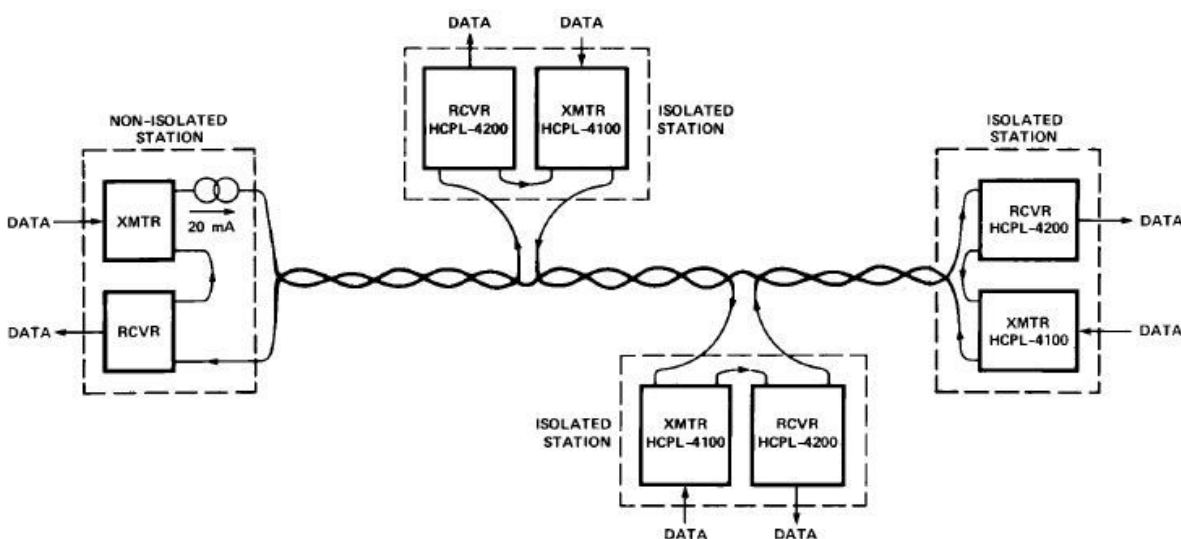 DATA
DATA
RCVR
HCPL-4200
XMTR
HCPL-4100
ISOLATED
STATION
NON-ISOLATED
STATION
DATA
XMTR
20 mA
DATA
RCVR
ISOLATED
STATION
RCVR
HCPL-4200
DATA
XMTR
HCPL-4100
DATA
ISOLATED
STATION
XMTR
HCPL-4100
RCVR
HCPL-4200
DATA
DATA